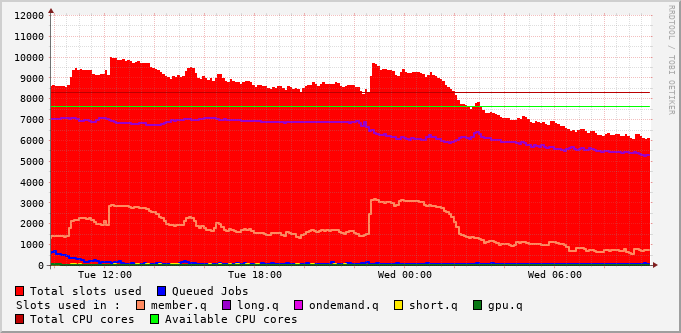 12000
11000
10000
9000
8000
7000
6000
5000
4000
3000
2000
1000
0
Tue 12:00 Tue 18:00 Wed 00:00 Wed 06:00
RRDTOOL / TOBI OETIKER
Total slots used Queued Jobs
Slots used in : member.q long.q ondemand.q short.q gpu.q
Total CPU cores Available CPU cores